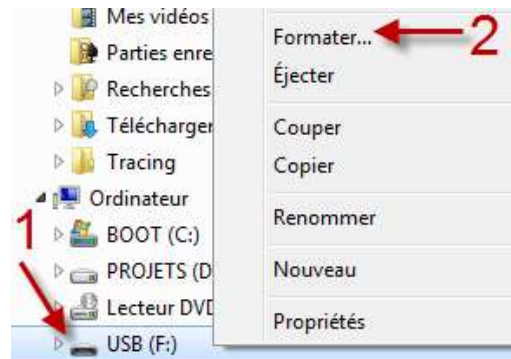 Mes vidéos
Parties enre
Recherches
Télécharger
Tracing
Ordinateur
1
BOOT (C:)
PROJETS (D
Lecteur DVD
USB (F:)
Formater...
2
Éjecter
Couper
Copier
Renommer
Nouveau
Propriétés